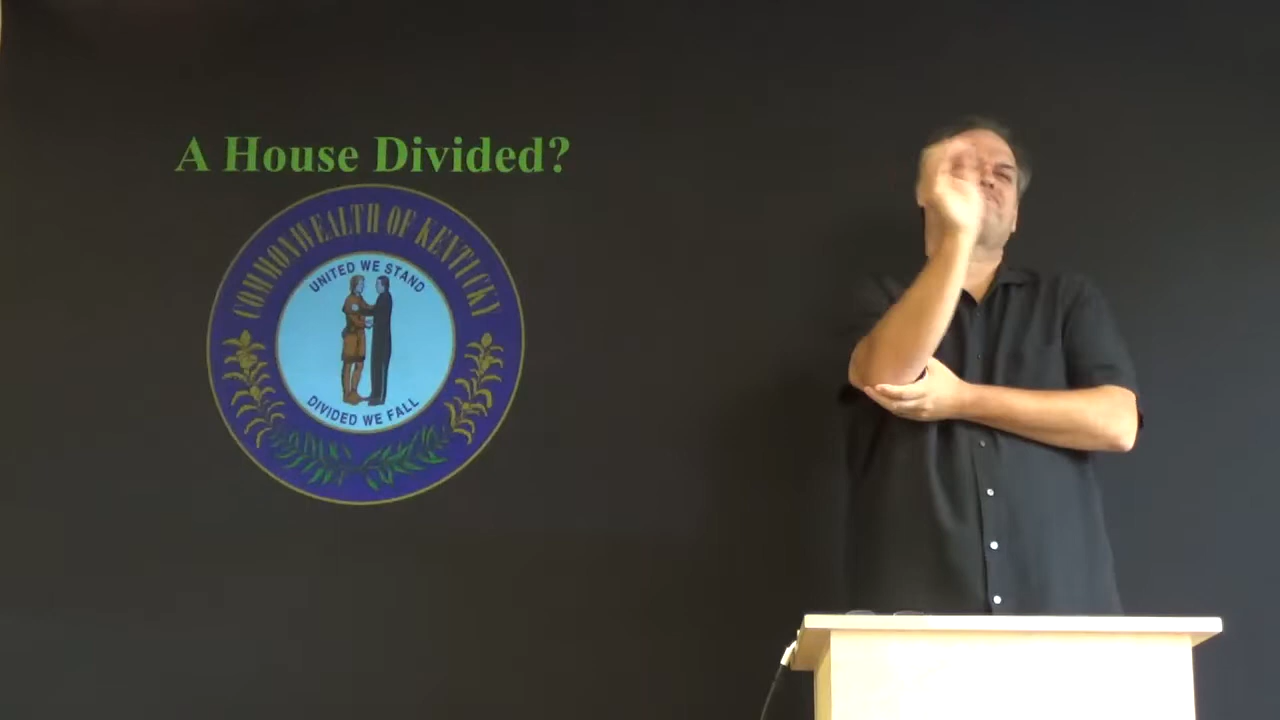 A House Divided?
COMMONWEALTH OF KENTUCKY
UNITED WE STAND
DIVIDED WE FALL